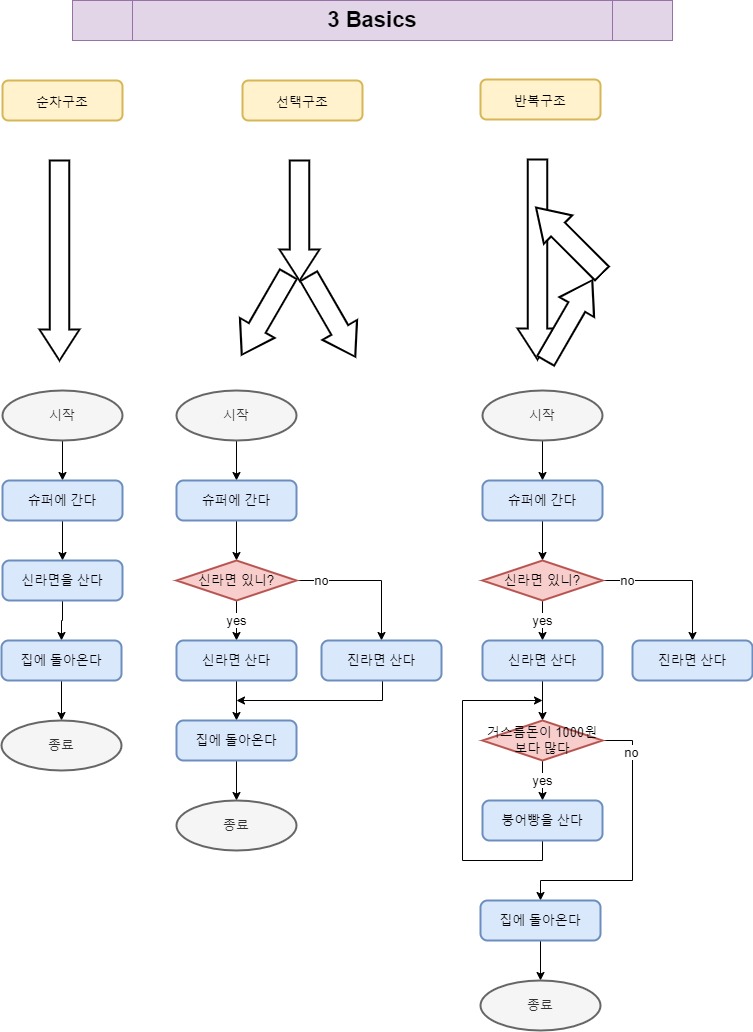 3 Basics
순차구조
선택구조
반복구조
시작
슈퍼에 간다
신라면을 산다
집에 돌아온다
종료
시작
슈퍼에 간다
신라면 있니?
no
yes
신라면 산다
진라면 산다
집에 돌아온다
종료
시작
슈퍼에 간다
신라면 있니?
no
yes
신라면 산다
진라면 산다
거스름돈이 1000원
보다 많다
no
yes
붕어빵을 산다
집에 돌아온다
종료